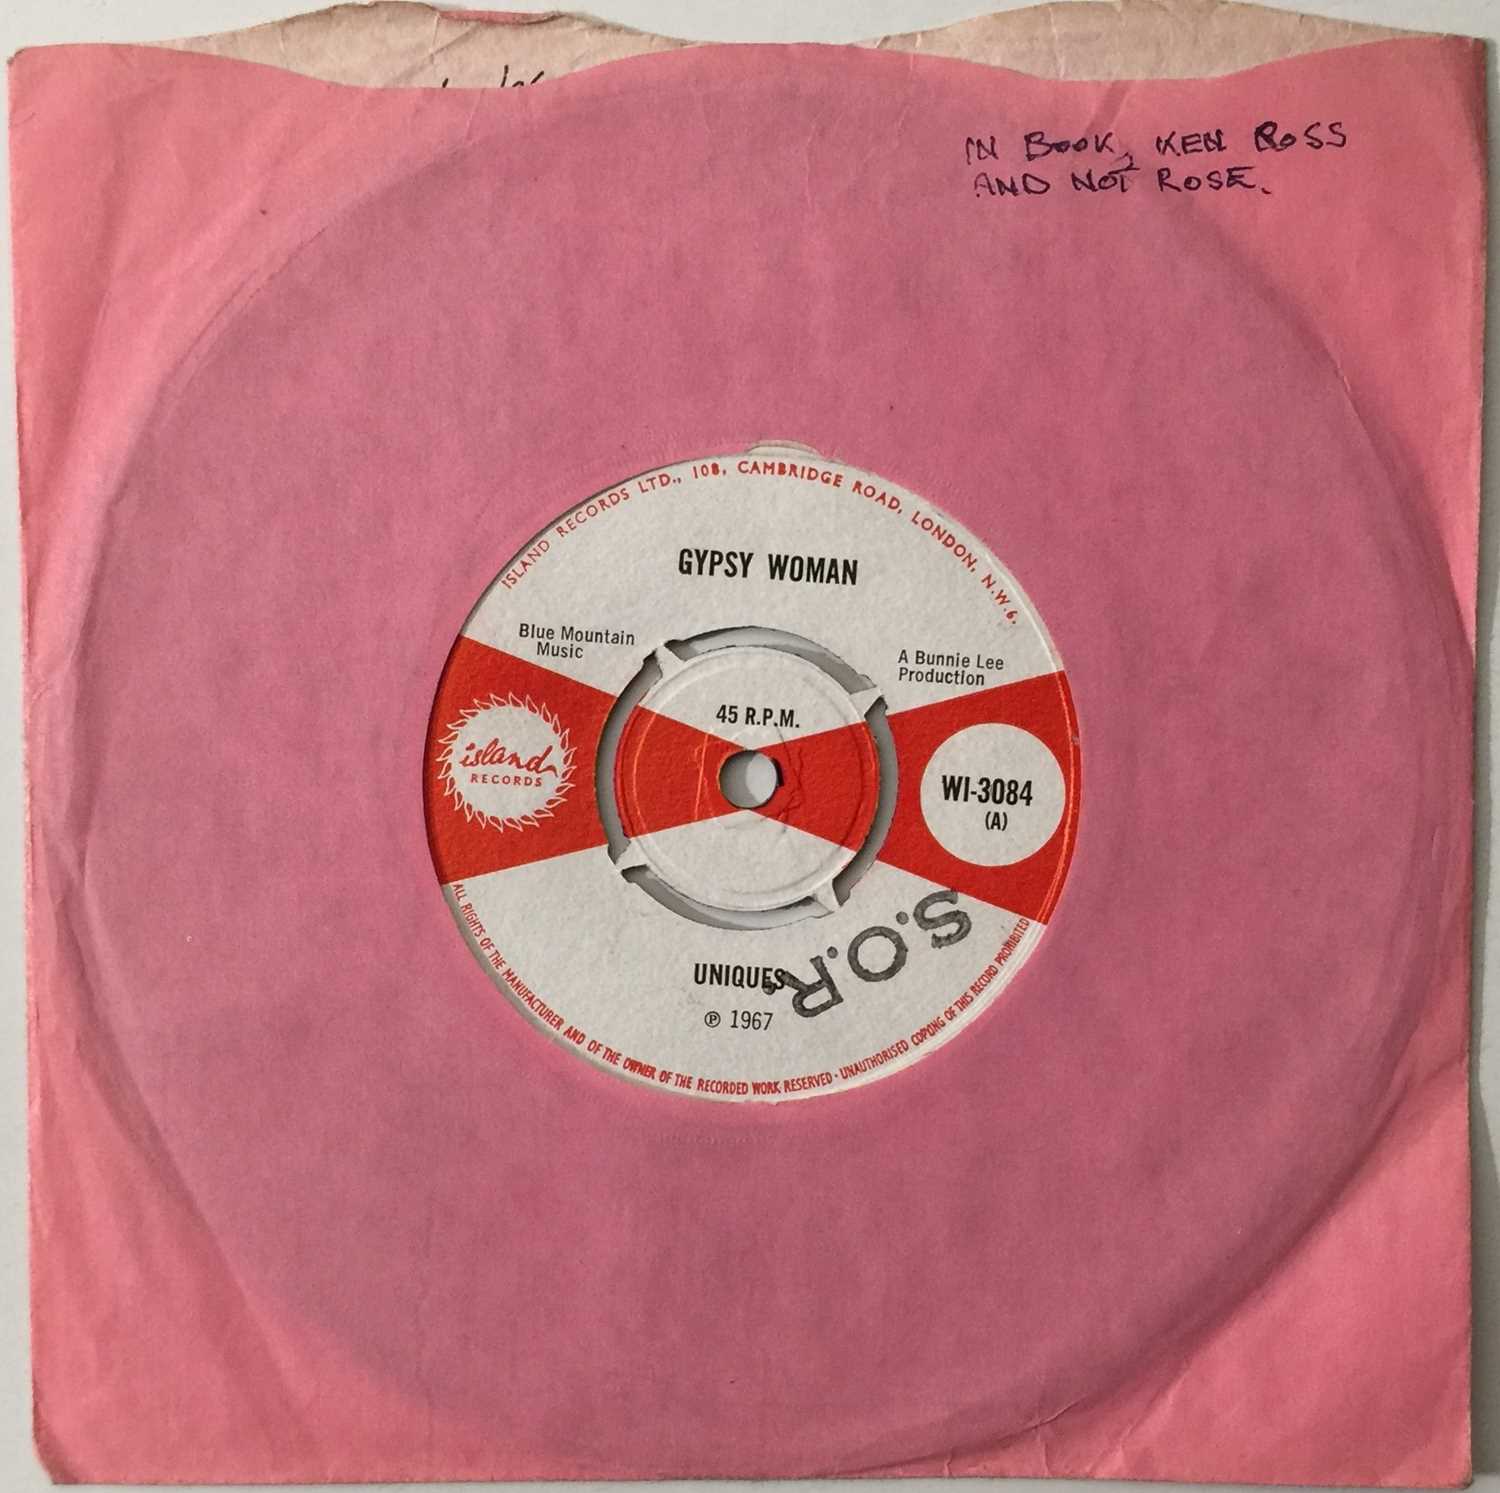 IN BOOK, KEN ROSS
AND NOT ROSE.
ISLAND RECORDS LTD., 108, CAMBRIDGE ROAD, LONDON, N.W.6.
GYPSY WOMAN
Blue Mountain
Music
A Bunnie Lee
Production
45 R.P.M.
island
RECORDS
WI-3084
(A)
S.O.R.
UNIQUES
℗ 1967
ALL RIGHTS OF THE MANUFACTURER AND OF THE OWNER OF THE RECORDED WORK RESERVED · UNAUTHORISED COPYING OF THIS RECORD PROHIBITED